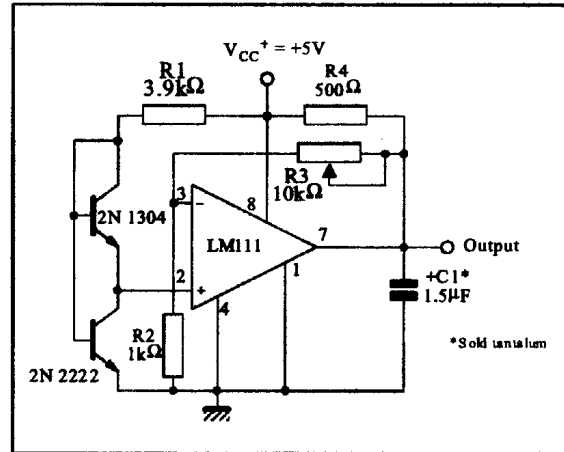 V_CC+ = +5V
R1
3.9kΩ
R4
500Ω
R3
10kΩ
3
8
2N 1304
LM111
7
Output
1
2
4
+C1*
1.5µF
R2
1kΩ
*Solid tantalum
2N 2222